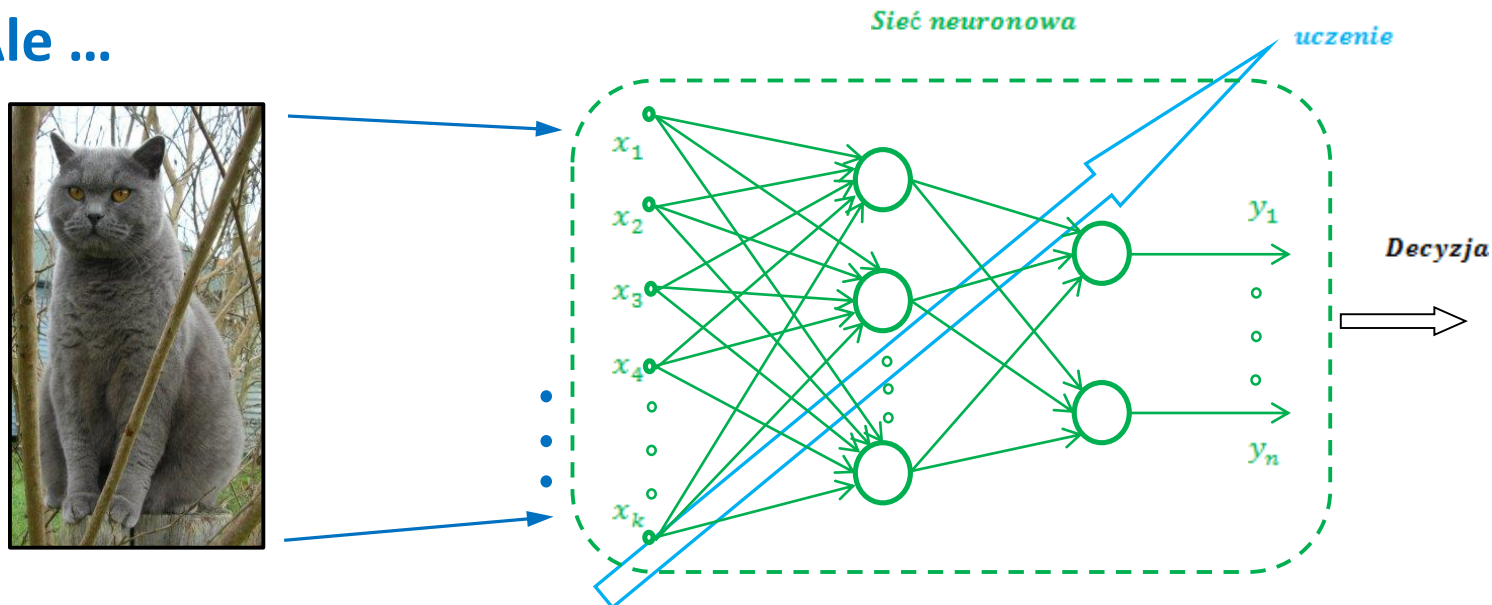 Ale ...
Sieć neuronowa
uczenie
x₁
x₂
x₃
x₄
xₖ
y₁
yₙ
Decyzja